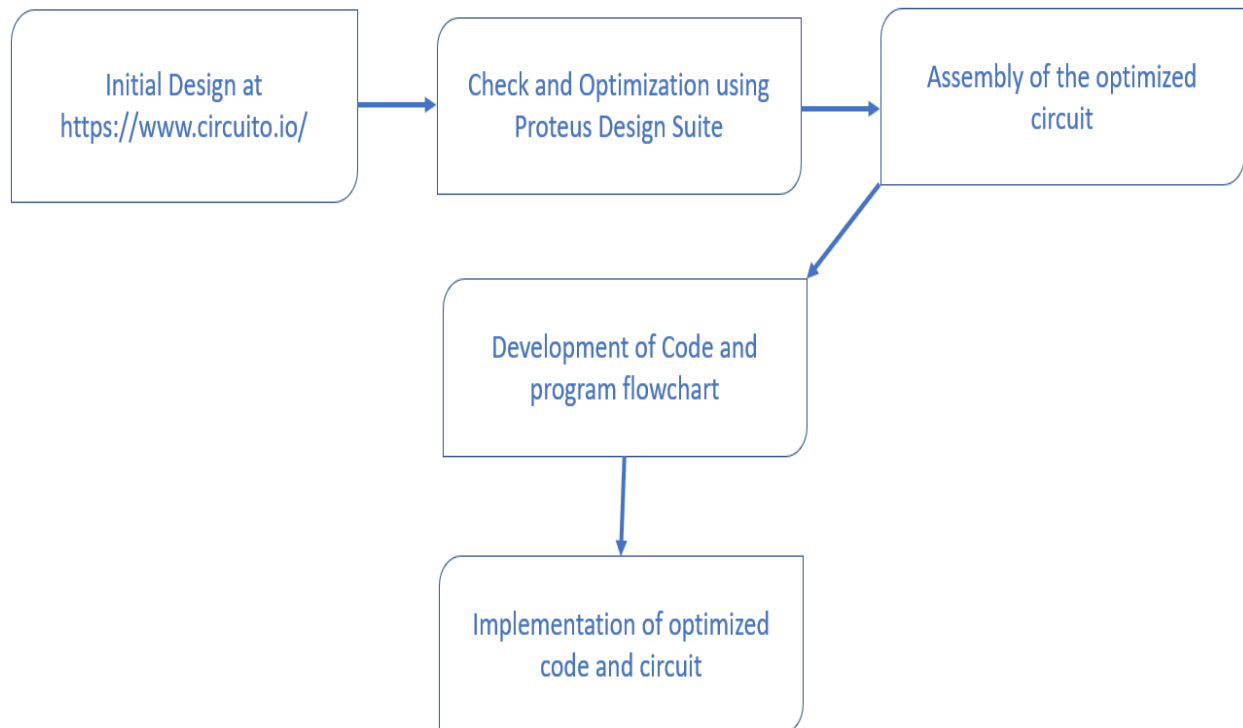 Initial Design at
https://www.circuito.io/
Check and Optimization using
Proteus Design Suite
Assembly of the optimized
circuit
Development of Code and
program flowchart
Implementation of optimized
code and circuit